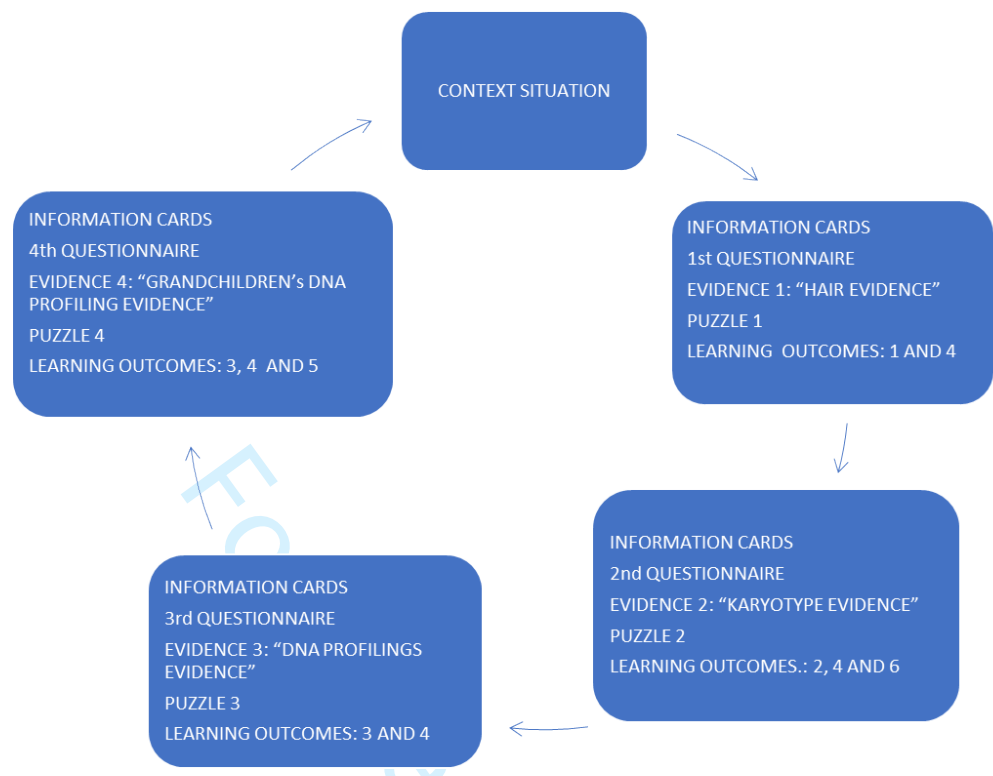 CONTEXT SITUATION
INFORMATION CARDS
1st QUESTIONNAIRE
EVIDENCE 1: “HAIR EVIDENCE”
PUZZLE 1
LEARNING OUTCOMES: 1 AND 4
INFORMATION CARDS
2nd QUESTIONNAIRE
EVIDENCE 2: “KARYOTYPE EVIDENCE”
PUZZLE 2
LEARNING OUTCOMES.: 2, 4 AND 6
INFORMATION CARDS
3rd QUESTIONNAIRE
EVIDENCE 3: “DNA PROFILINGS
EVIDENCE”
PUZZLE 3
LEARNING OUTCOMES: 3 AND 4
INFORMATION CARDS
4th QUESTIONNAIRE
EVIDENCE 4: “GRANDCHILDREN’s DNA
PROFILING EVIDENCE”
PUZZLE 4
LEARNING OUTCOMES: 3, 4 AND 5